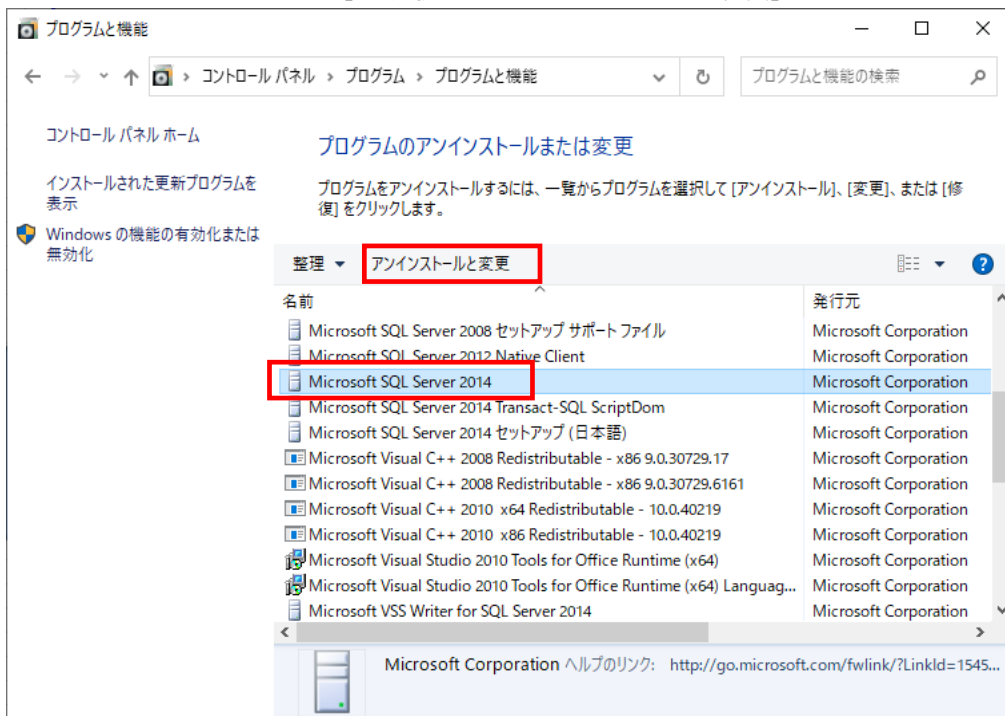 プログラムと機能
コントロール パネル › プログラム › プログラムと機能
プログラムと機能の検索
コントロール パネル ホーム
インストールされた更新プログラムを
表示
Windows の機能の有効化または
無効化
プログラムのアンインストールまたは変更
プログラムをアンインストールするには、一覧からプログラムを選択して [アンインストール]、[変更]、または [修
復] をクリックします。
整理 アンインストールと変更
名前 発行元
Microsoft SQL Server 2008 セットアップ サポート ファイル Microsoft Corporation
Microsoft SQL Server 2012 Native Client Microsoft Corporation
Microsoft SQL Server 2014 Microsoft Corporation
Microsoft SQL Server 2014 Transact-SQL ScriptDom Microsoft Corporation
Microsoft SQL Server 2014 セットアップ (日本語) Microsoft Corporation
Microsoft Visual C++ 2008 Redistributable - x86 9.0.30729.17 Microsoft Corporation
Microsoft Visual C++ 2008 Redistributable - x86 9.0.30729.6161 Microsoft Corporation
Microsoft Visual C++ 2010 x64 Redistributable - 10.0.40219 Microsoft Corporation
Microsoft Visual C++ 2010 x86 Redistributable - 10.0.40219 Microsoft Corporation
Microsoft Visual Studio 2010 Tools for Office Runtime (x64) Microsoft Corporation
Microsoft Visual Studio 2010 Tools for Office Runtime (x64) Languag... Microsoft Corporation
Microsoft VSS Writer for SQL Server 2014 Microsoft Corporation
Microsoft Corporation ヘルプのリンク: http://go.microsoft.com/fwlink/?LinkId=1545...